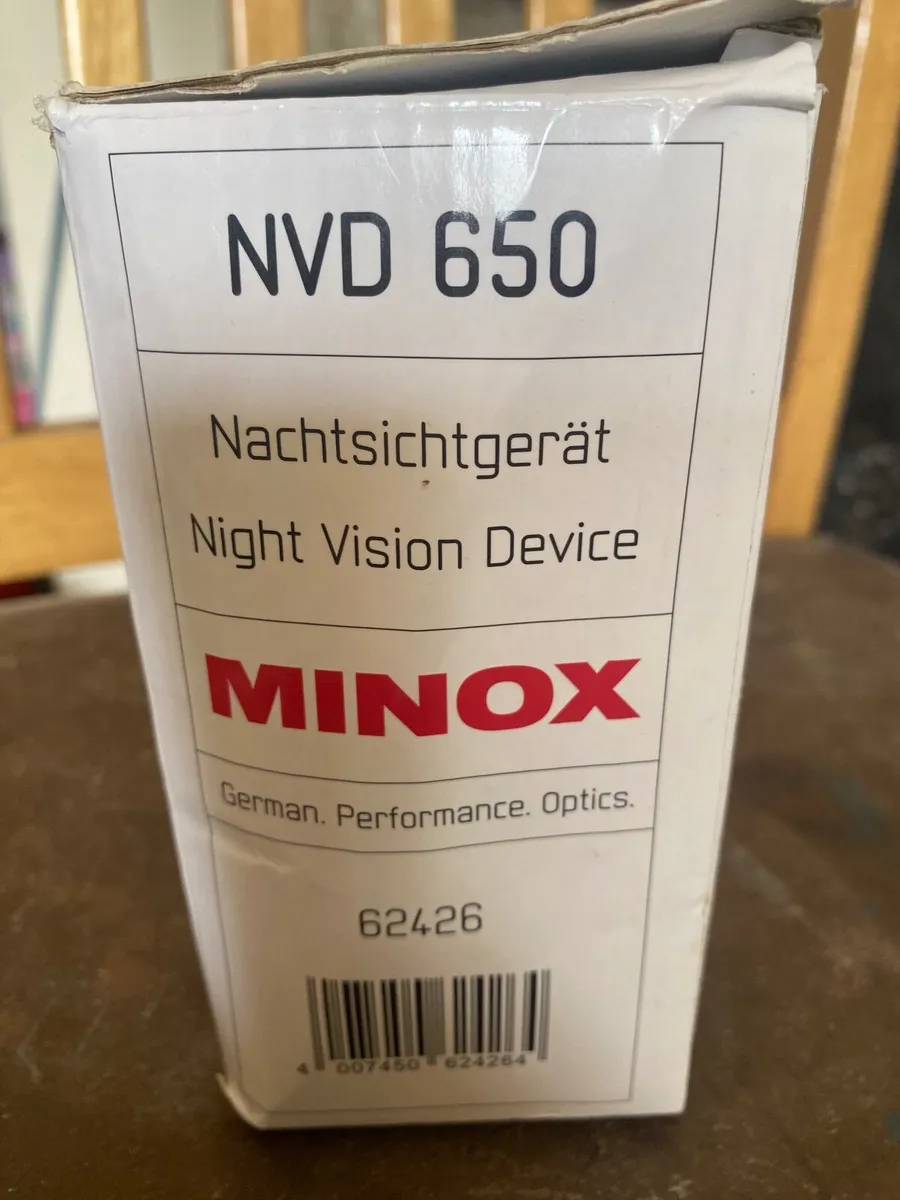 NVD 650
Nachtsichtgerät
Night Vision Device
MINOX
German. Performance. Optics.
62426
4 007450 624264